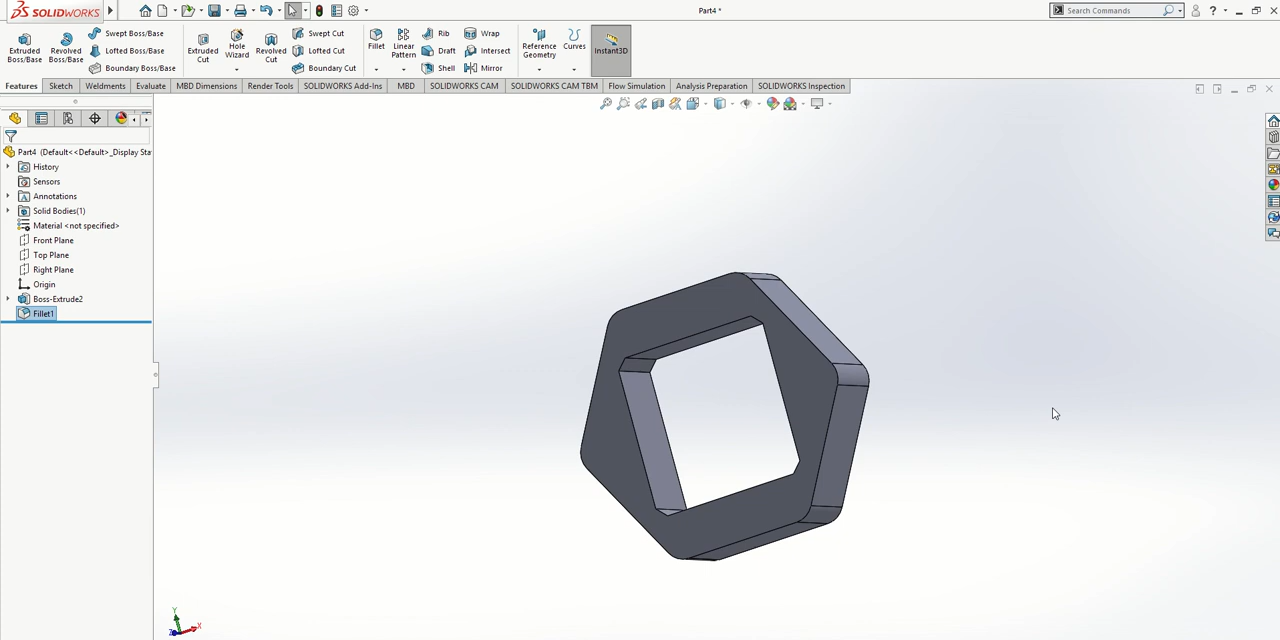 SOLIDWORKS
Part4 *
Search Commands
?
Extruded
Boss/Base
Revolved
Boss/Base
Swept Boss/Base
Lofted Boss/Base
Boundary Boss/Base
Extruded
Cut
Hole
Wizard
Revolved
Cut
Swept Cut
Lofted Cut
Boundary Cut
Fillet
Linear
Pattern
Rib
Draft
Shell
Wrap
Intersect
Mirror
Reference
Geometry
Curves
Instant3D
Features
Sketch
Weldments
Evaluate
MBD Dimensions
Render Tools
SOLIDWORKS Add-Ins
MBD
SOLIDWORKS CAM
SOLIDWORKS CAM TBM
Flow Simulation
Analysis Preparation
SOLIDWORKS Inspection
Part4 (Default<<Default>_Display Sta
History
Sensors
Annotations
Solid Bodies(1)
Material <not specified>
Front Plane
Top Plane
Right Plane
Origin
Boss-Extrude2
Fillet1
Y
X
Z